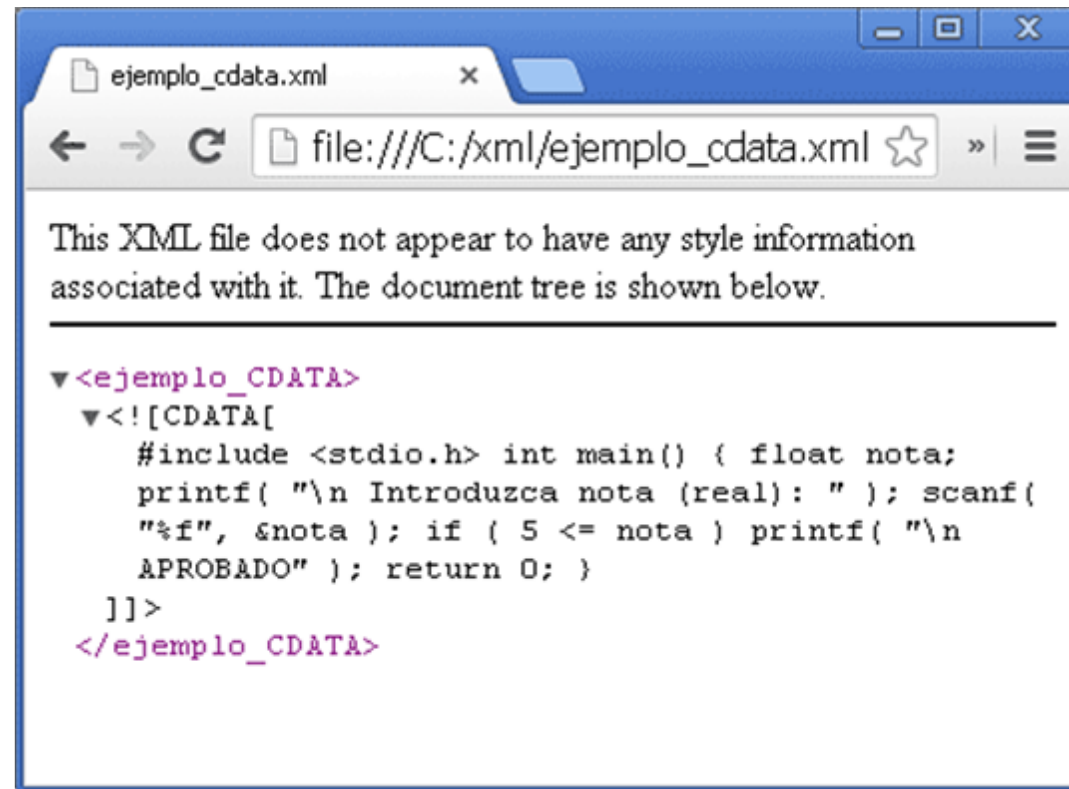 ejemplo_cdata.xml
file:///C:/xml/ejemplo_cdata.xml
This XML file does not appear to have any style information
associated with it. The document tree is shown below.
<ejemplo_CDATA>
<![CDATA[
#include <stdio.h> int main() { float nota;
printf( "\n Introduzca nota (real): " ); scanf(
"%f", &nota ); if ( 5 <= nota ) printf( "\n
APROBADO" ); return 0; }
]]>
</ejemplo_CDATA>